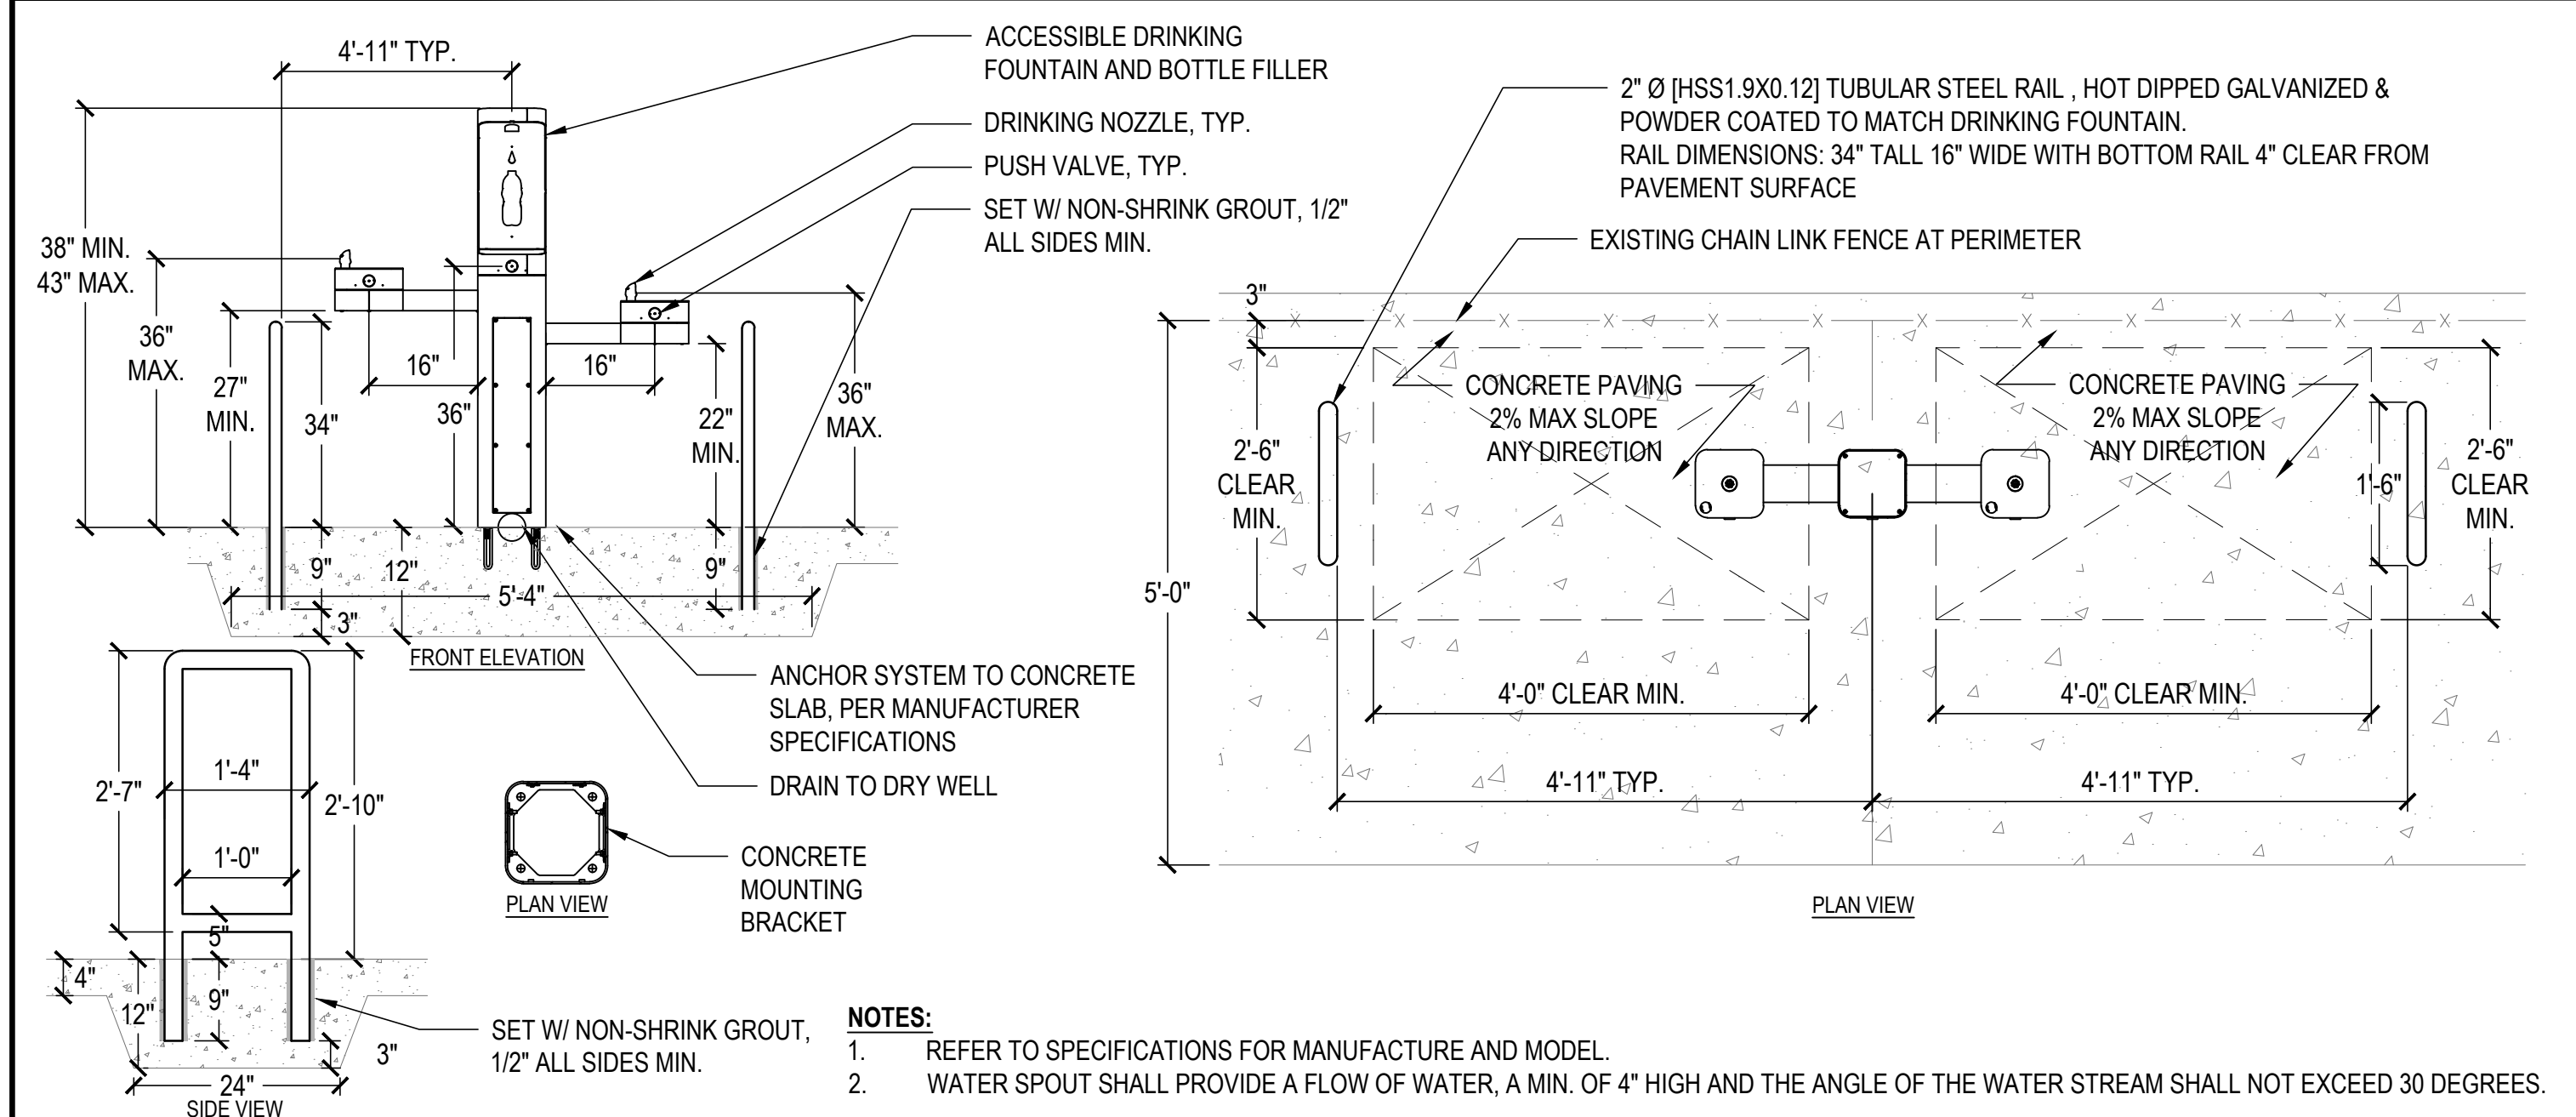 4'-11" TYP.
38" MIN.
43" MAX.
36"
MAX.
27"
MIN.
34"
16"
36"
16"
22"
MIN.
36"
MAX.
9"
12"
9"
5'-4"
3"
FRONT ELEVATION
ACCESSIBLE DRINKING
FOUNTAIN AND BOTTLE FILLER
DRINKING NOZZLE, TYP.
PUSH VALVE, TYP.
SET W/ NON-SHRINK GROUT, 1/2"
ALL SIDES MIN.
ANCHOR SYSTEM TO CONCRETE
SLAB, PER MANUFACTURER
SPECIFICATIONS
DRAIN TO DRY WELL
2'-7"
1'-4"
2'-10"
1'-0"
5"
4"
12"
9"
3"
24"
SIDE VIEW
SET W/ NON-SHRINK GROUT,
1/2" ALL SIDES MIN.
CONCRETE
MOUNTING
BRACKET
PLAN VIEW
2" Ø [HSS1.9X0.12] TUBULAR STEEL RAIL , HOT DIPPED GALVANIZED &
POWDER COATED TO MATCH DRINKING FOUNTAIN.
RAIL DIMENSIONS: 34" TALL 16" WIDE WITH BOTTOM RAIL 4" CLEAR FROM
PAVEMENT SURFACE
EXISTING CHAIN LINK FENCE AT PERIMETER
3"
CONCRETE PAVING
2% MAX SLOPE
ANY DIRECTION
CONCRETE PAVING
2% MAX SLOPE
ANY DIRECTION
2'-6"
CLEAR
MIN.
1'-6"
2'-6"
CLEAR
MIN.
5'-0"
4'-0" CLEAR MIN.
4'-0" CLEAR MIN.
4'-11" TYP.
4'-11" TYP.
PLAN VIEW
NOTES:
1. REFER TO SPECIFICATIONS FOR MANUFACTURE AND MODEL.
2. WATER SPOUT SHALL PROVIDE A FLOW OF WATER, A MIN. OF 4" HIGH AND THE ANGLE OF THE WATER STREAM SHALL NOT EXCEED 30 DEGREES.